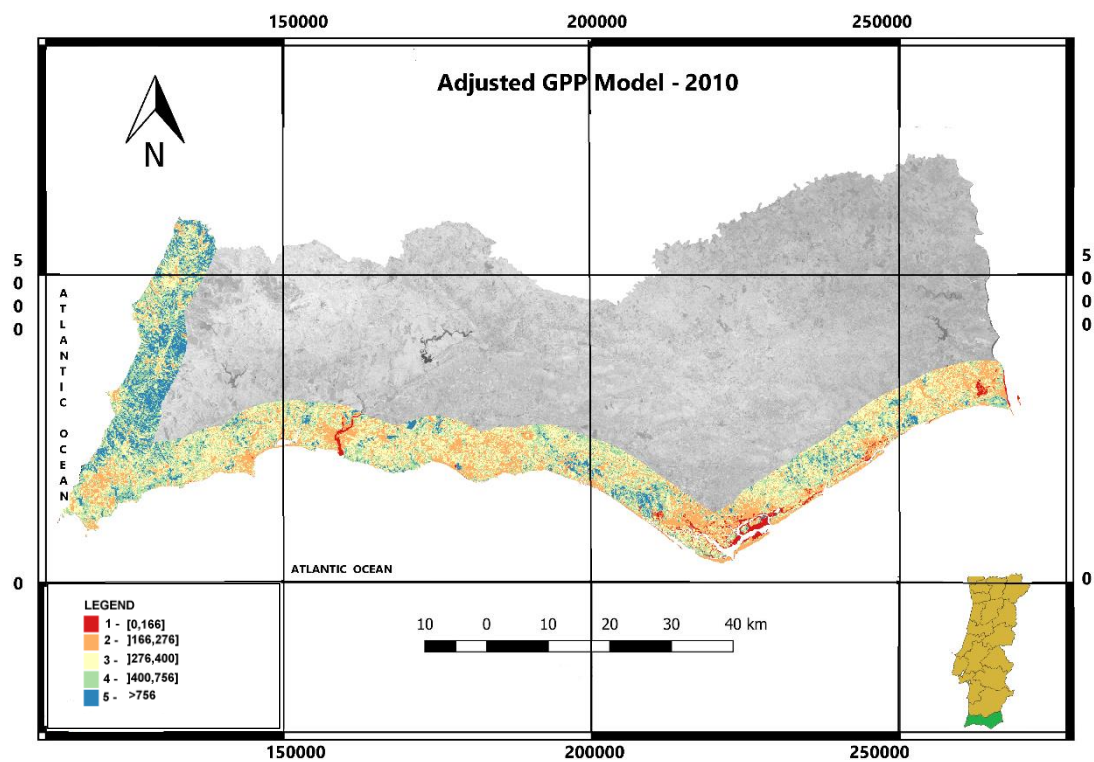 150000
200000
250000
Adjusted GPP Model - 2010
N
5
0
0
0
5
0
0
0
ATLANTIC OCEAN
ATLANTIC OCEAN
0
0
LEGEND
1 - [0,166]
2 - ]166,276]
3 - ]276,400]
4 - ]400,756]
5 - >756
10 0 10 20 30 40 km
150000
200000
250000